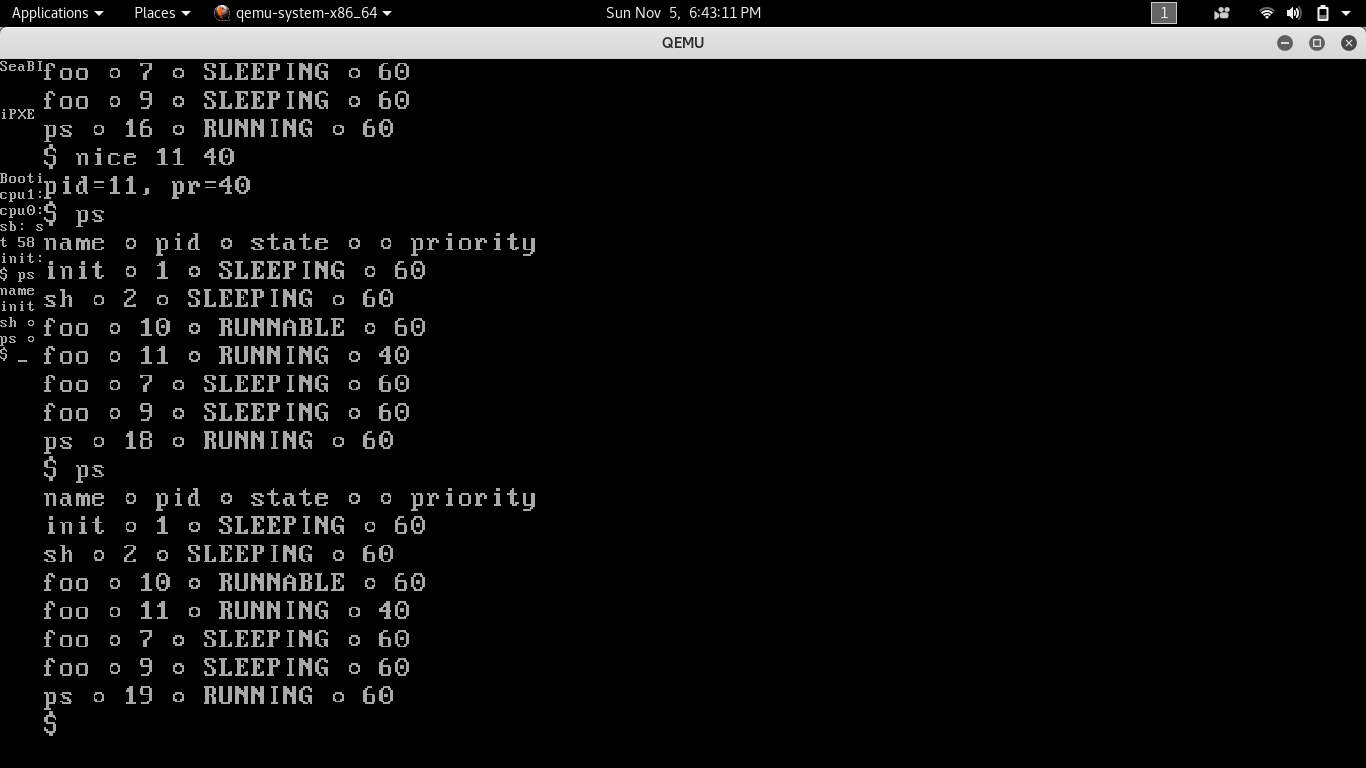 Applications Places qemu-system-x86_64 Sun Nov 5, 6:43:11 PM 1
QEMU
SeaBI
iPXE
Booti
cpu1:
cpu0:
sb: s
t 58
init:
$ ps
name
init
sh o
ps o
$ _
foo o 7 o SLEEPING o 60
foo o 9 o SLEEPING o 60
ps o 16 o RUNNING o 60
$ nice 11 40
pid=11, pr=40
$ ps
name o pid o state o o priority
init o 1 o SLEEPING o 60
sh o 2 o SLEEPING o 60
foo o 10 o RUNNABLE o 60
foo o 11 o RUNNING o 40
foo o 7 o SLEEPING o 60
foo o 9 o SLEEPING o 60
ps o 18 o RUNNING o 60
$ ps
name o pid o state o o priority
init o 1 o SLEEPING o 60
sh o 2 o SLEEPING o 60
foo o 10 o RUNNABLE o 60
foo o 11 o RUNNING o 40
foo o 7 o SLEEPING o 60
foo o 9 o SLEEPING o 60
ps o 19 o RUNNING o 60
$